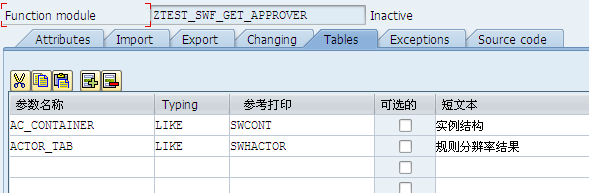 Function module ZTEST_SWF_GET_APPROVER Inactive
Attributes Import Export Changing Tables Exceptions Source code
参数名称 Typing 参考打印 可选的 短文本
AC_CONTAINER LIKE SWCONT 实例结构
ACTOR_TAB LIKE SWHACTOR 规则分辨率结果